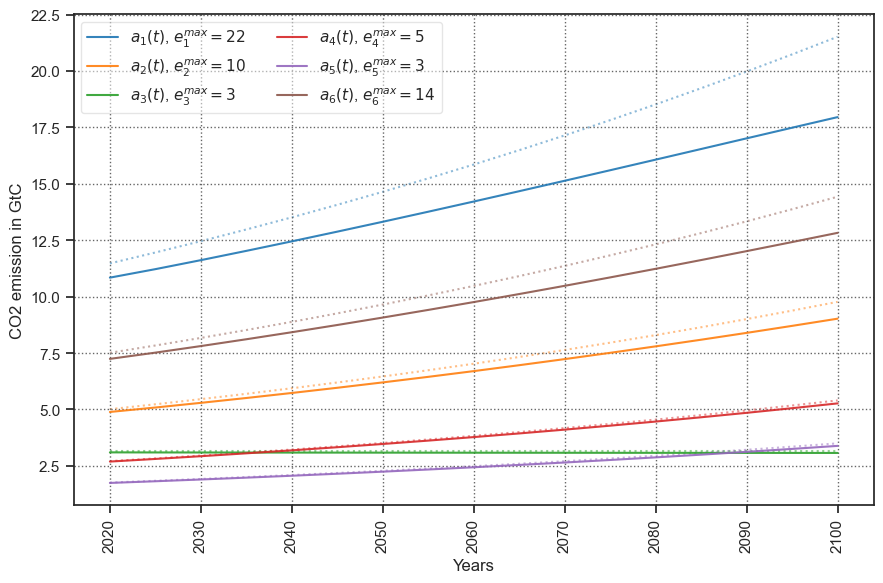 22.5
20.0
17.5
15.0
12.5
10.0
7.5
5.0
2.5
CO2 emission in GtC
a₁(t), e₁ᵐᵃˣ = 22
a₂(t), e₂ᵐᵃˣ = 10
a₃(t), e₃ᵐᵃˣ = 3
a₄(t), e₄ᵐᵃˣ = 5
a₅(t), e₅ᵐᵃˣ = 3
a₆(t), e₆ᵐᵃˣ = 14
2020
2030
2040
2050
2060
2070
2080
2090
2100
Years